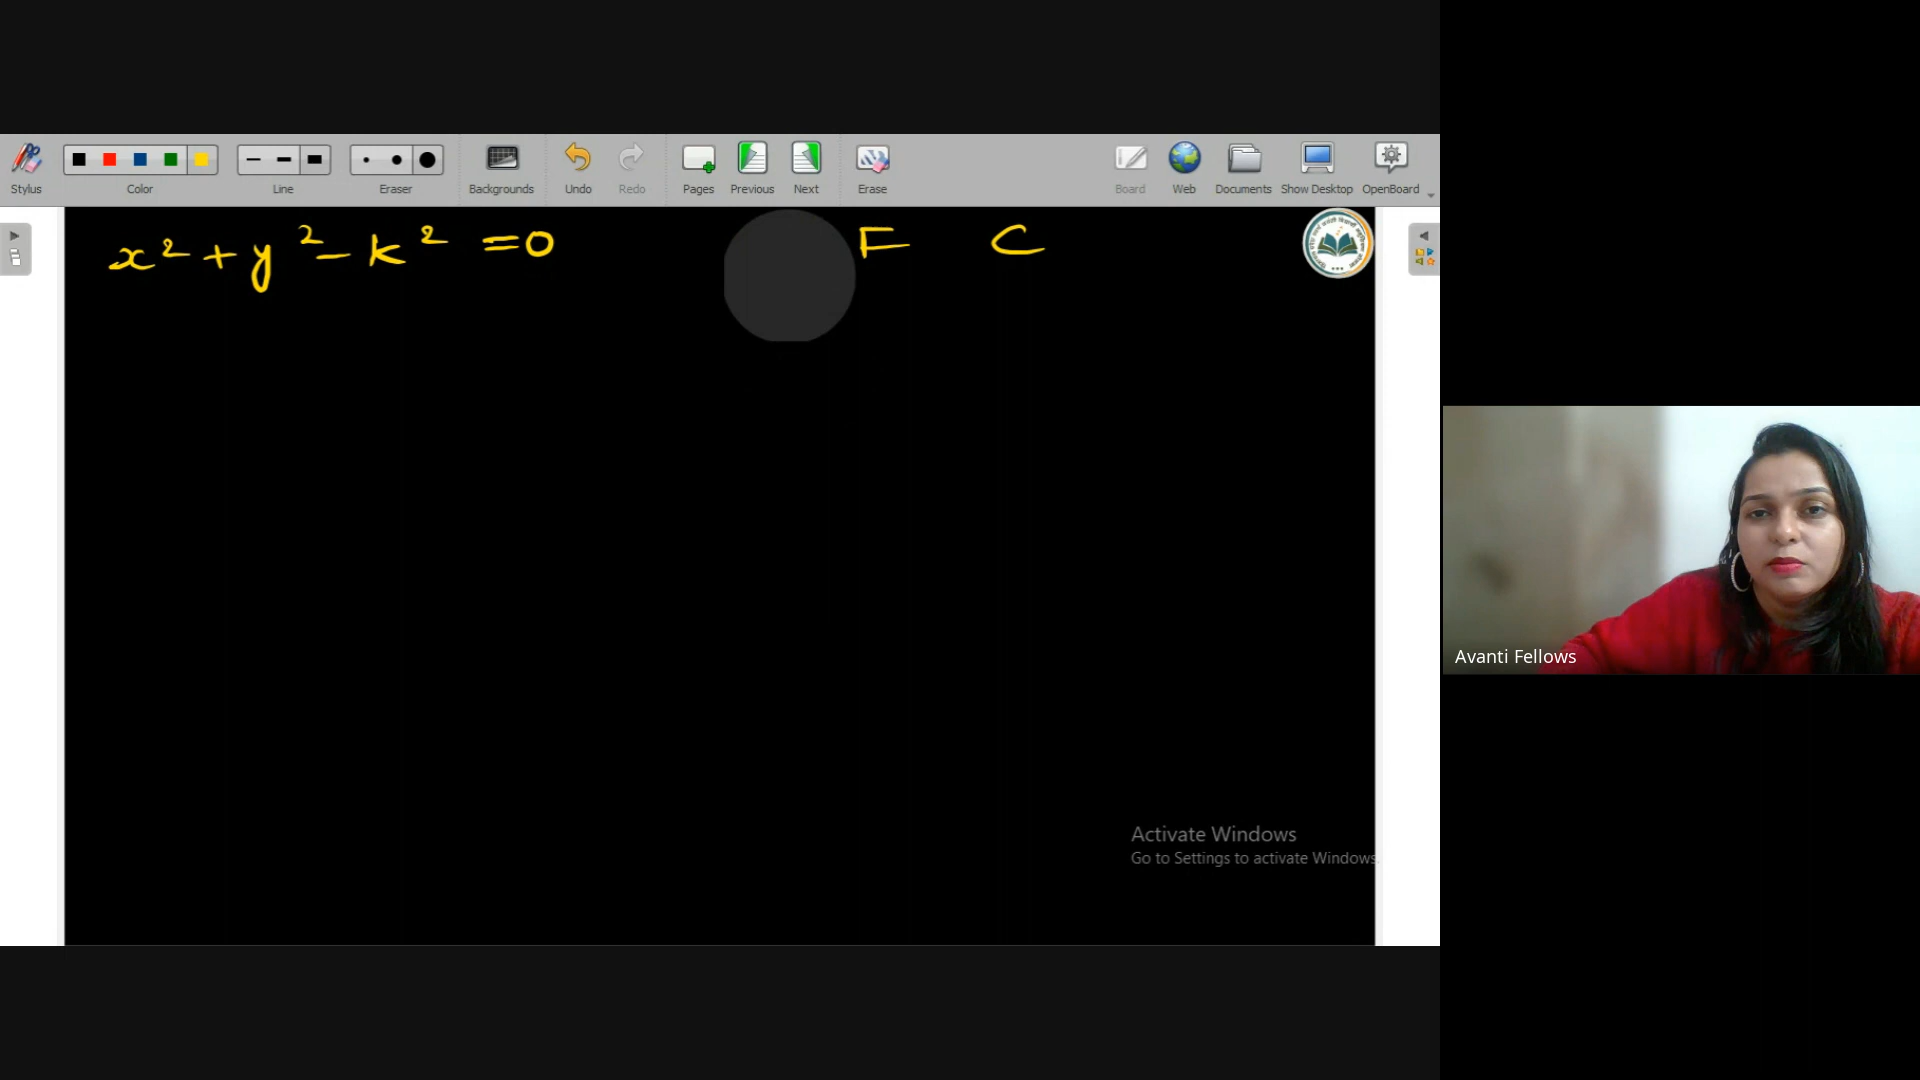 Stylus Color Line Eraser Backgrounds Undo Redo Pages Previous Next Erase Board Web Documents Show Desktop OpenBoard
x² + y² - k² = 0 F C
Avanti Fellows
Activate Windows
Go to Settings to activate Windows.